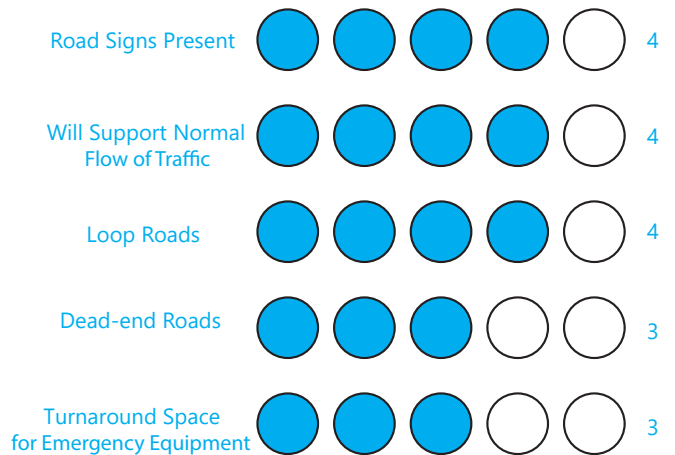 Road Signs Present 4
Will Support Normal
Flow of Traffic 4
Loop Roads 4
Dead-end Roads 3
Turnaround Space
for Emergency Equipment 3